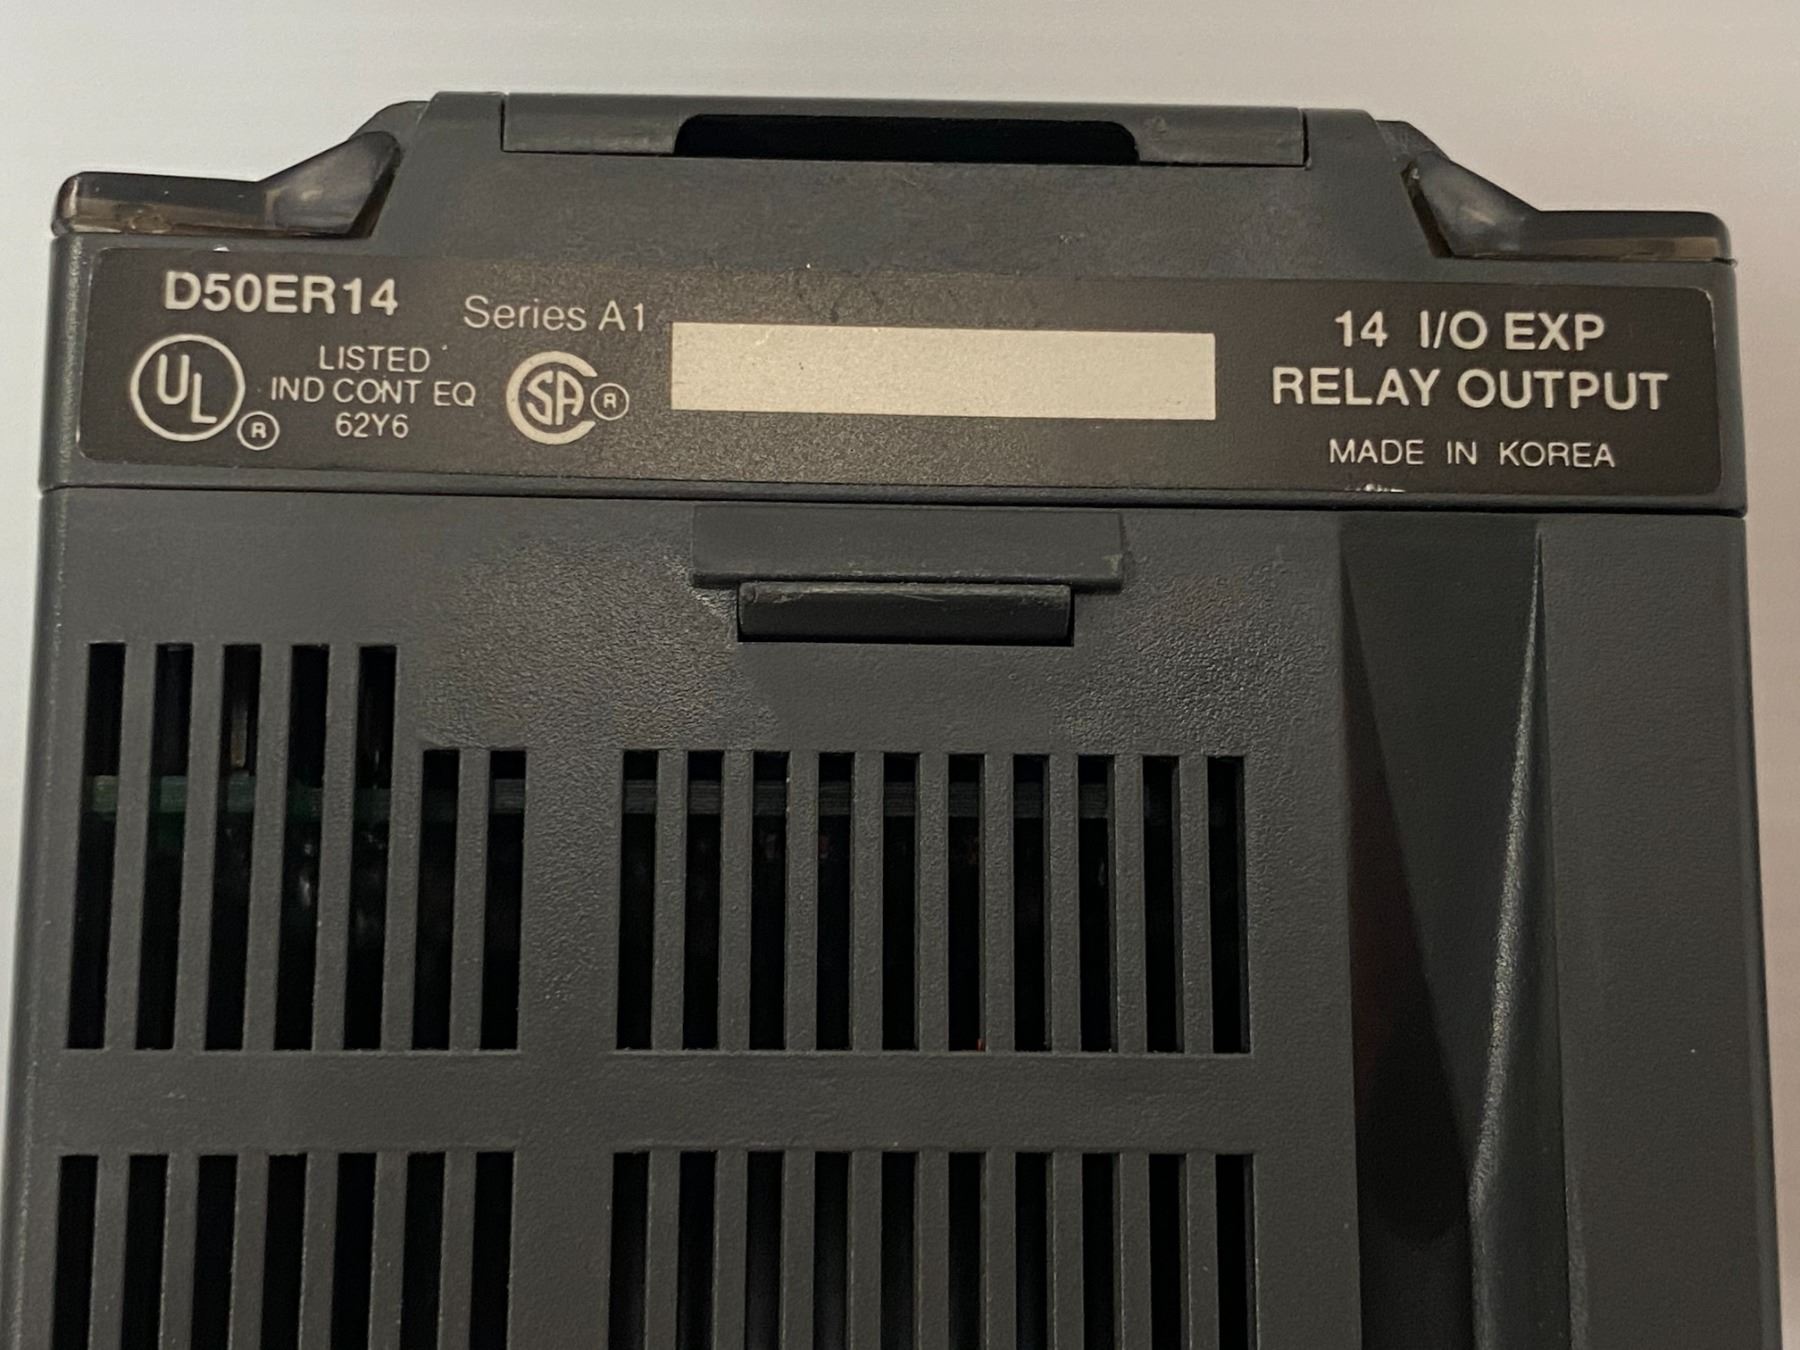 D50ER14 Series A1
UL ® LISTED
IND CONT EQ
62Y6
SA ®
14 I/O EXP
RELAY OUTPUT
MADE IN KOREA